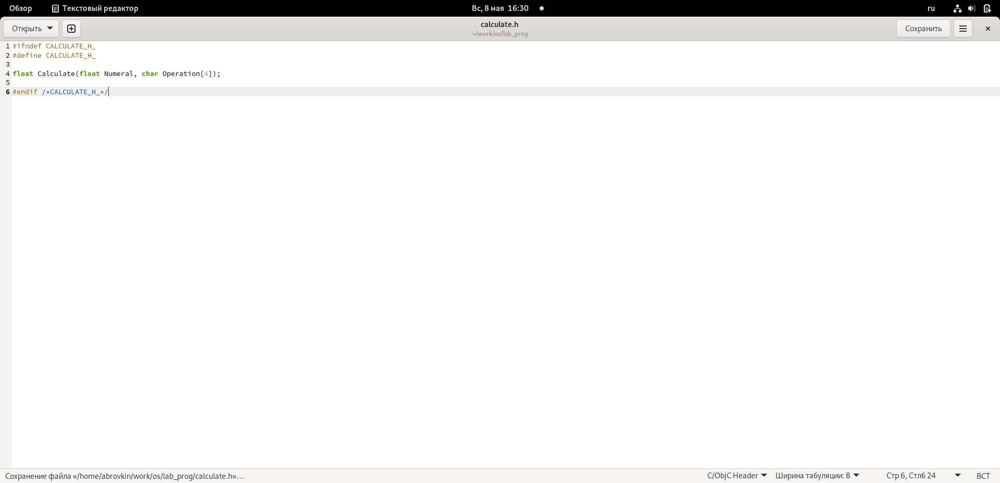 Обзор Текстовый редактор Вс, 8 мая 16:30 ru
Открыть calculate.h Сохранить
~/work/os/lab_prog
1 #ifndef CALCULATE_H_
2 #define CALCULATE_H_
3
4 float Calculate(float Numeral, char Operation[4]);
5
6 #endif /*CALCULATE_H_*/
Сохранение файла «/home/abrovkin/work/os/lab_prog/calculate.h»… C/ObjC Header Ширина табуляции: 8 Стр 6, Стлб 24 ВСТ